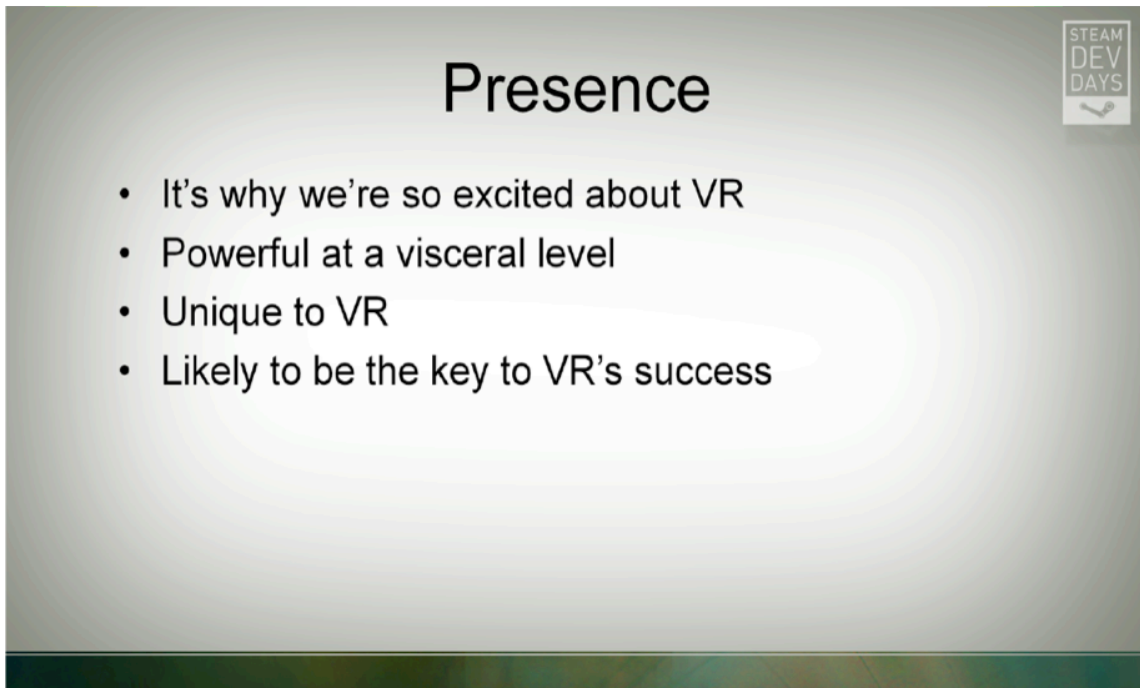 STEAM
DEV
DAYS
Presence
• It's why we're so excited about VR
• Powerful at a visceral level
• Unique to VR
• Likely to be the key to VR's success